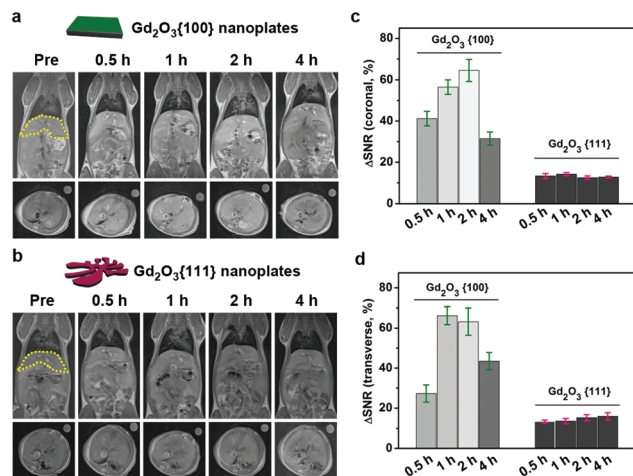 a
Gd₂O₃{100} nanoplates
Pre 0.5 h 1 h 2 h 4 h
b
Gd₂O₃{111} nanoplates
Pre 0.5 h 1 h 2 h 4 h
c
ΔSNR (coronal, %)
80
60
40
20
0
Gd₂O₃ {100}
Gd₂O₃ {111}
0.5 h 1 h 2 h 4 h 0.5 h 1 h 2 h 4 h
d
ΔSNR (transverse, %)
80
60
40
20
0
Gd₂O₃ {100}
Gd₂O₃ {111}
0.5 h 1 h 2 h 4 h 0.5 h 1 h 2 h 4 h